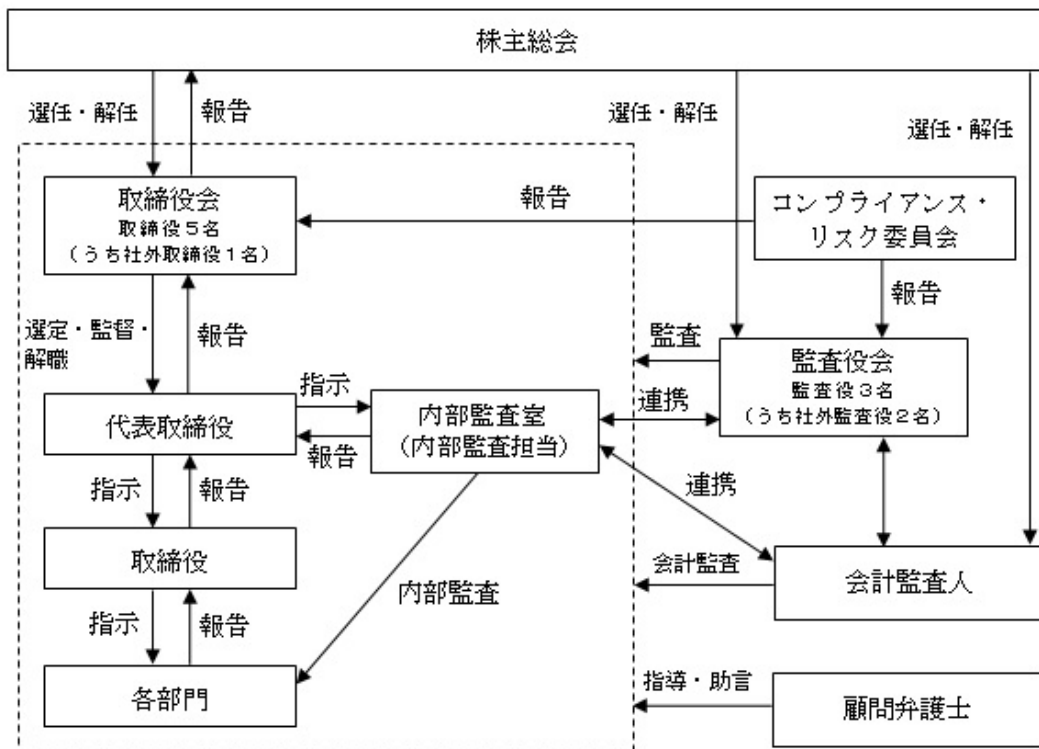 株主総会
選任・解任
報告
選任・解任
選任・解任
取締役会
取締役5名
(うち社外取締役1名)
報告
コンプライアンス・
リスク委員会
報告
選定・監督・
解職
報告
監査
監査役会
監査役3名
(うち社外監査役2名)
代表取締役
指示
報告
内部監査室
(内部監査担当)
連携
連携
指示
報告
取締役
内部監査
会計監査
会計監査人
指示
報告
各部門
指導・助言
顧問弁護士